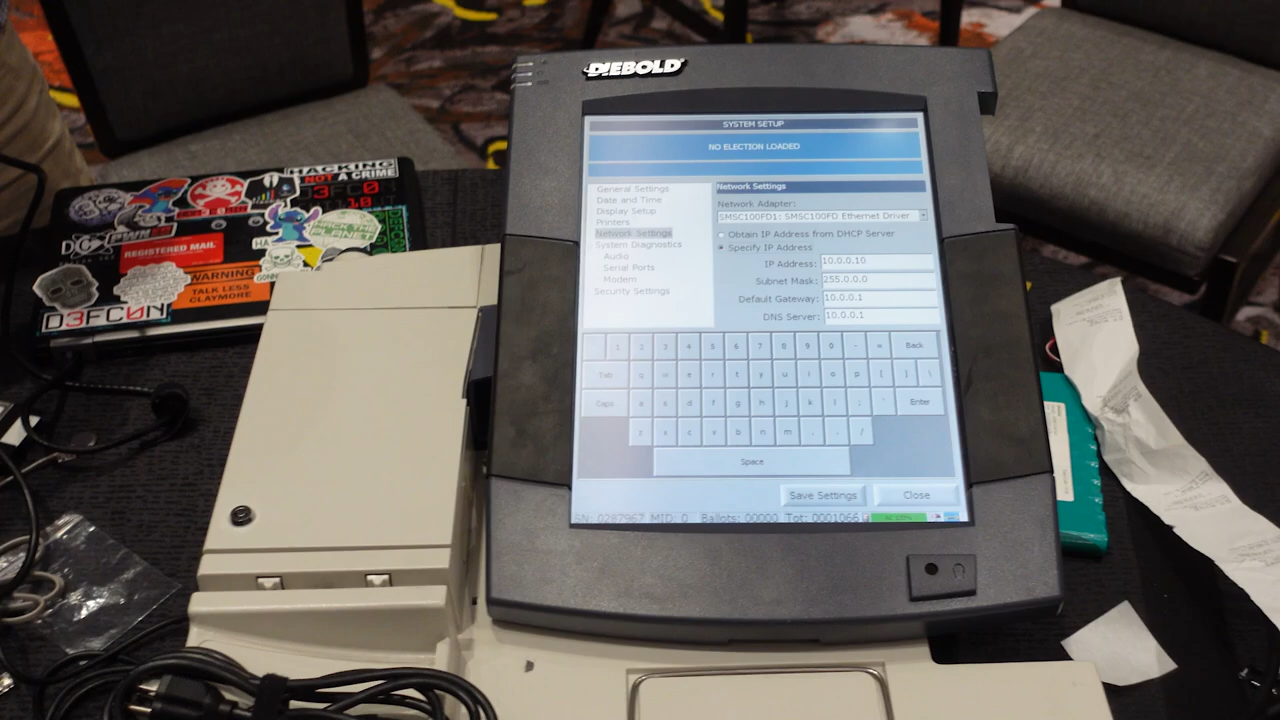 DIEBOLD
SYSTEM SETUP
NO ELECTION LOADED
General Settings
Date and Time
Display Setup
Printers
Network Settings
System Diagnostics
Audio
Serial Ports
Modem
Security Settings
Network Settings
Network Adapter:
SMSC100FD1: SMSC100FD Ethernet Driver
Obtain IP Address from DHCP Server
Specify IP Address
IP Address: 10.0.0.10
Subnet Mask: 255.0.0.0
Default Gateway: 10.0.0.1
DNS Server: 10.0.0.1
1 2 3 4 5 6 7 8 9 0 - = Back
Tab q w e r t y u i o p [ ] \
Caps a s d f g h j k l ; ' Enter
z x c v b n m , . /
Space
Save Settings Close
SN: 0287967 MID: 0 Ballots: 00000 Tot: 0001066
HACKING
NOT A CRIME
D3FC0
10
PWN
REGISTERED MAIL
WARNING
TALK LESS
CLAYMORE
D3FC0N